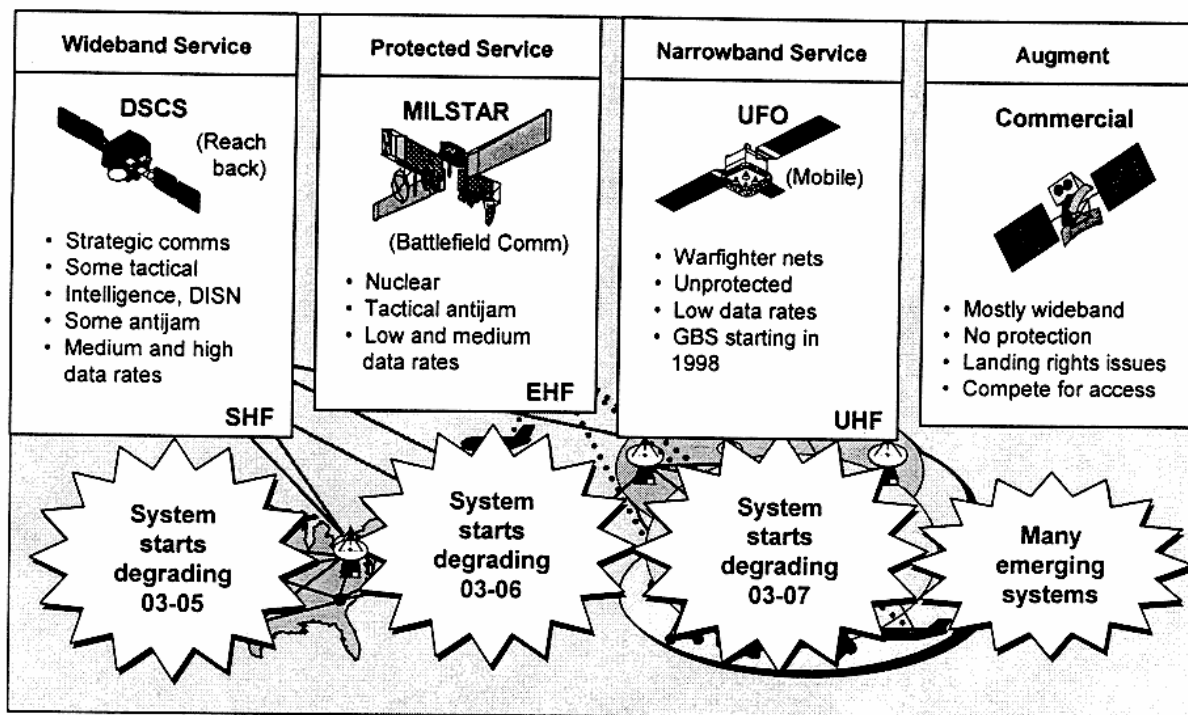 Wideband Service
DSCS
(Reach
back)
• Strategic comms
• Some tactical
• Intelligence, DISN
• Some antijam
• Medium and high
data rates
SHF
System
starts
degrading
03-05
Protected Service
MILSTAR
(Battlefield Comm)
• Nuclear
• Tactical antijam
• Low and medium
data rates
EHF
System
starts
degrading
03-06
Narrowband Service
UFO
(Mobile)
• Warfighter nets
• Unprotected
• Low data rates
• GBS starting in
1998
UHF
System
starts
degrading
03-07
Augment
Commercial
• Mostly wideband
• No protection
• Landing rights issues
• Compete for access
Many
emerging
systems